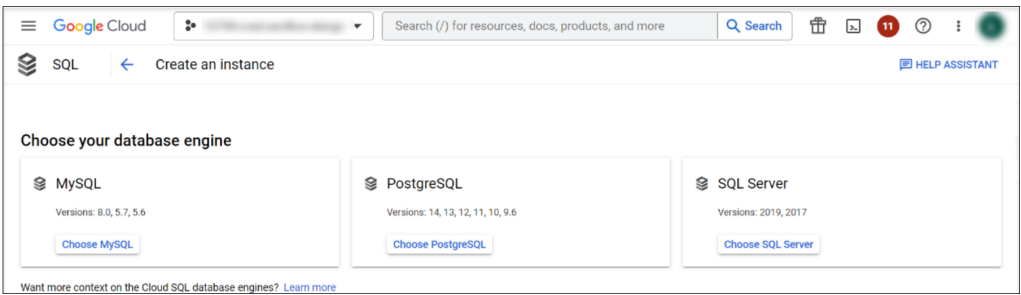 Google Cloud
Search (/) for resources, docs, products, and more
Search
11
SQL
Create an instance
HELP ASSISTANT
Choose your database engine
MySQL
Versions: 8.0, 5.7, 5.6
Choose MySQL
PostgreSQL
Versions: 14, 13, 12, 11, 10, 9.6
Choose PostgreSQL
SQL Server
Versions: 2019, 2017
Choose SQL Server
Want more context on the Cloud SQL database engines? Learn more